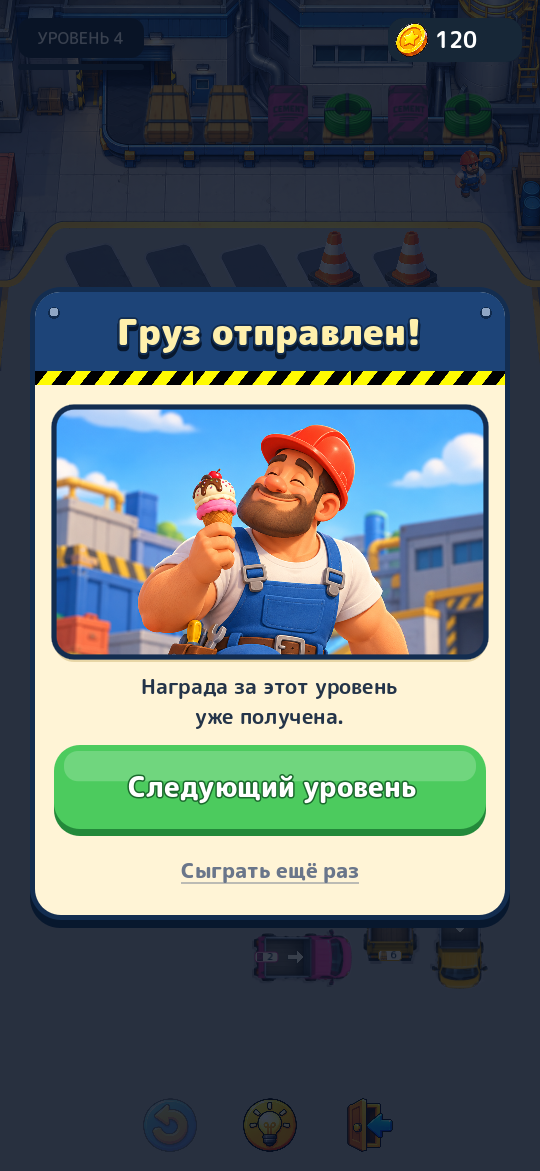 УРОВЕНЬ 4
120
Груз отправлен!
Награда за этот уровень
уже получена.
Следующий уровень
Сыграть ещё раз